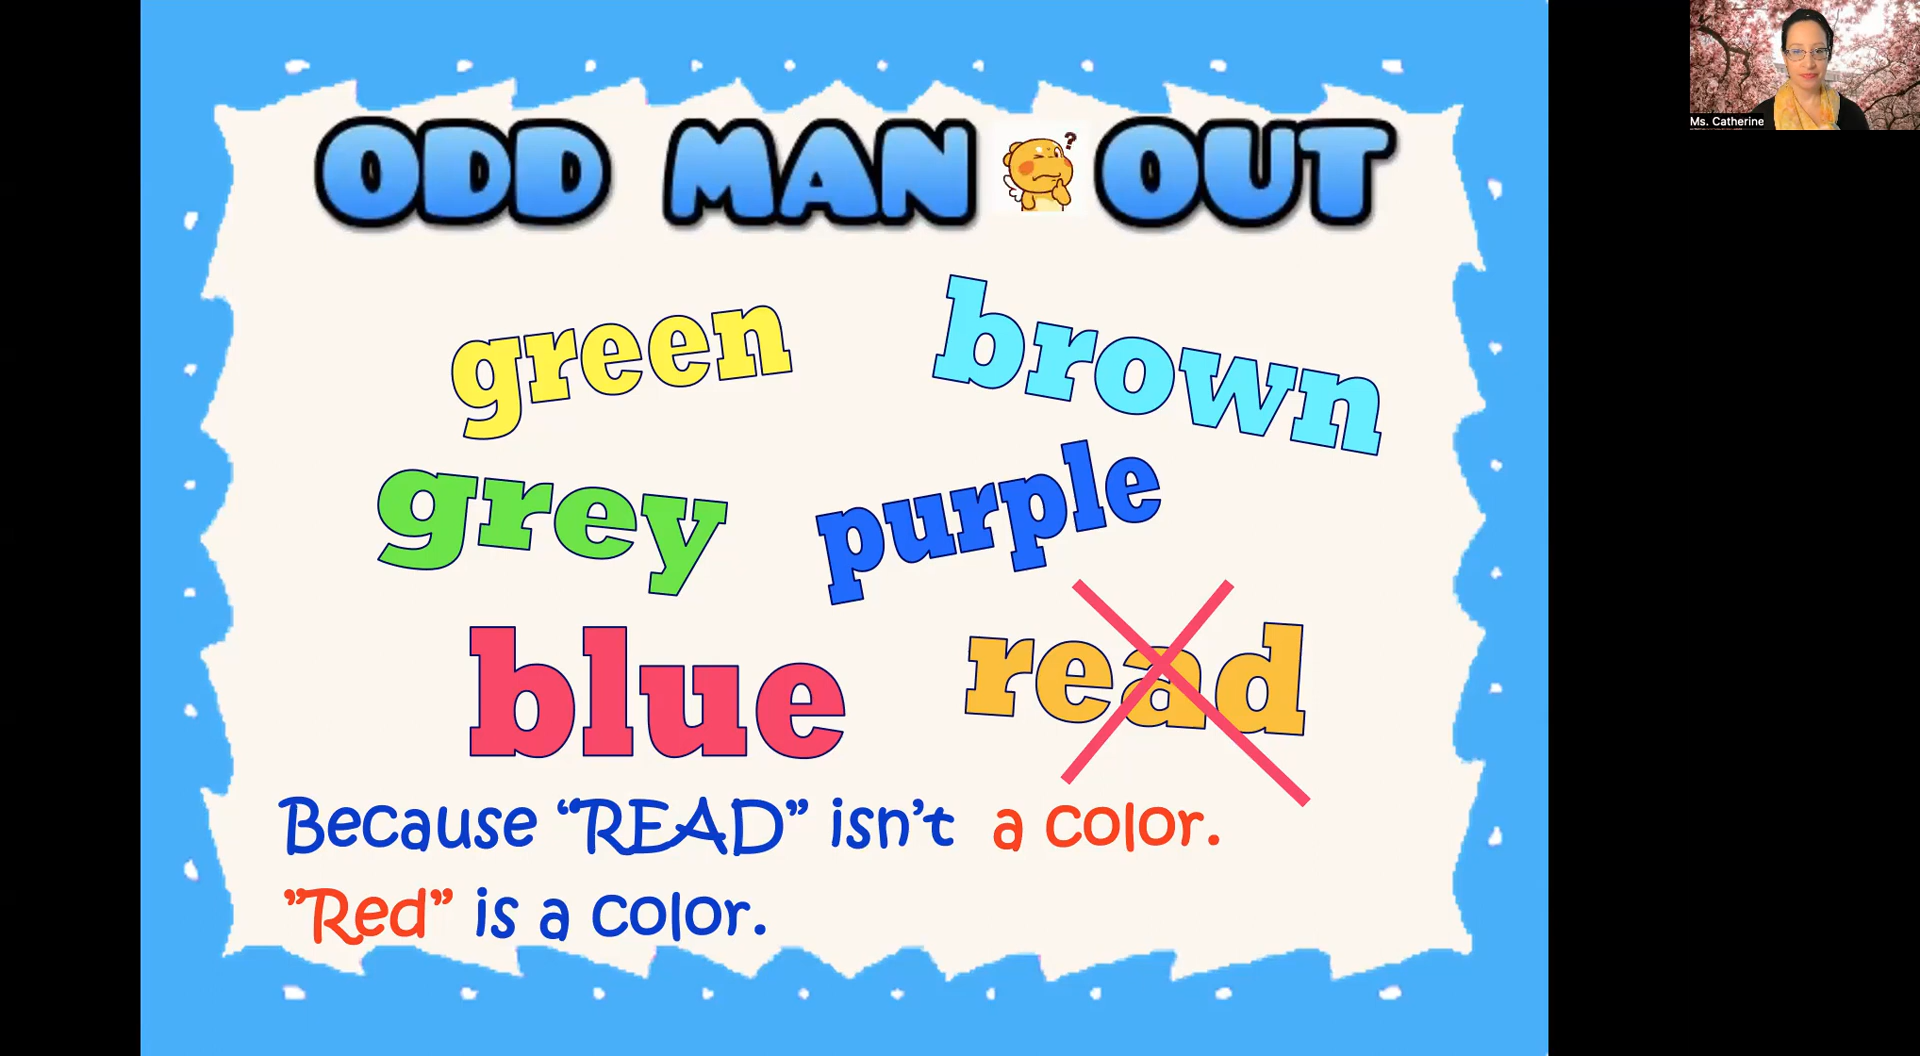 ODD MAN ? OUT
green brown
grey purple
blue read
Because “READ” isn’t a color.
”Red” is a color.
Ms. Catherine